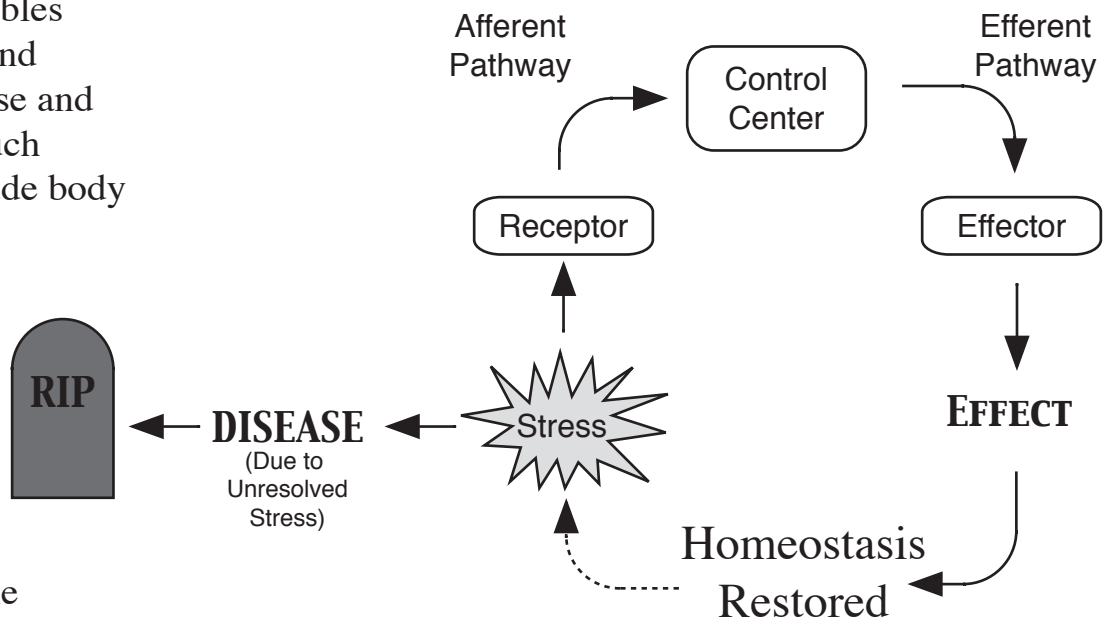 bles
nd
se and
uch
de body
e
Afferent
Pathway
Control
Center
Efferent
Pathway
Receptor
Effector
RIP
DISEASE
(Due to
Unresolved
Stress)
Stress
EFFECT
Homeostasis
Restored